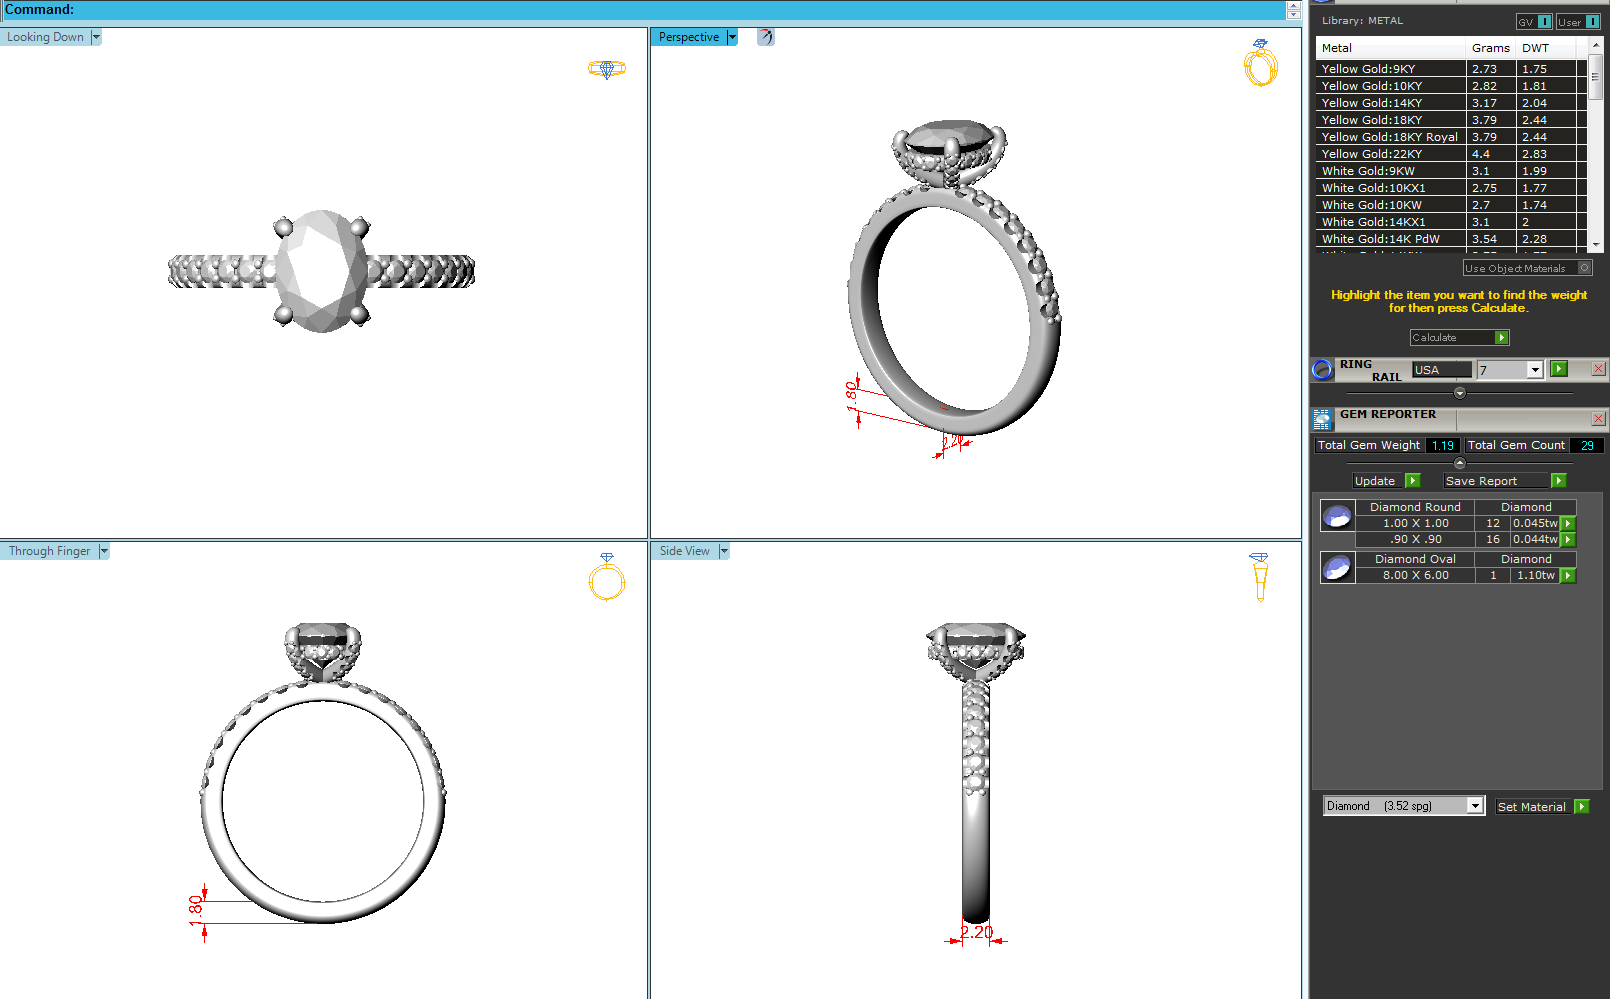 Command:
Looking Down
Perspective
Through Finger
Side View
1.80
2.20
1.80
2.20
Library: METAL
GV I User I
Metal Grams DWT
Yellow Gold:9KY 2.73 1.75
Yellow Gold:10KY 2.82 1.81
Yellow Gold:14KY 3.17 2.04
Yellow Gold:18KY 3.79 2.44
Yellow Gold:18KY Royal 3.79 2.44
Yellow Gold:22KY 4.4 2.83
White Gold:9KW 3.1 1.99
White Gold:10KX1 2.75 1.77
White Gold:10KW 2.7 1.74
White Gold:14KX1 3.1 2
White Gold:14K PdW 3.54 2.28
Use Object Materials O
Highlight the item you want to find the weight
for then press Calculate.
Calculate
RING
RAIL USA 7
GEM REPORTER
Total Gem Weight 1.19 Total Gem Count 29
Update Save Report
Diamond Round Diamond
1.00 X 1.00 12 0.045tw
.90 X .90 16 0.044tw
Diamond Oval Diamond
8.00 X 6.00 1 1.10tw
Diamond (3.52 spg) Set Material